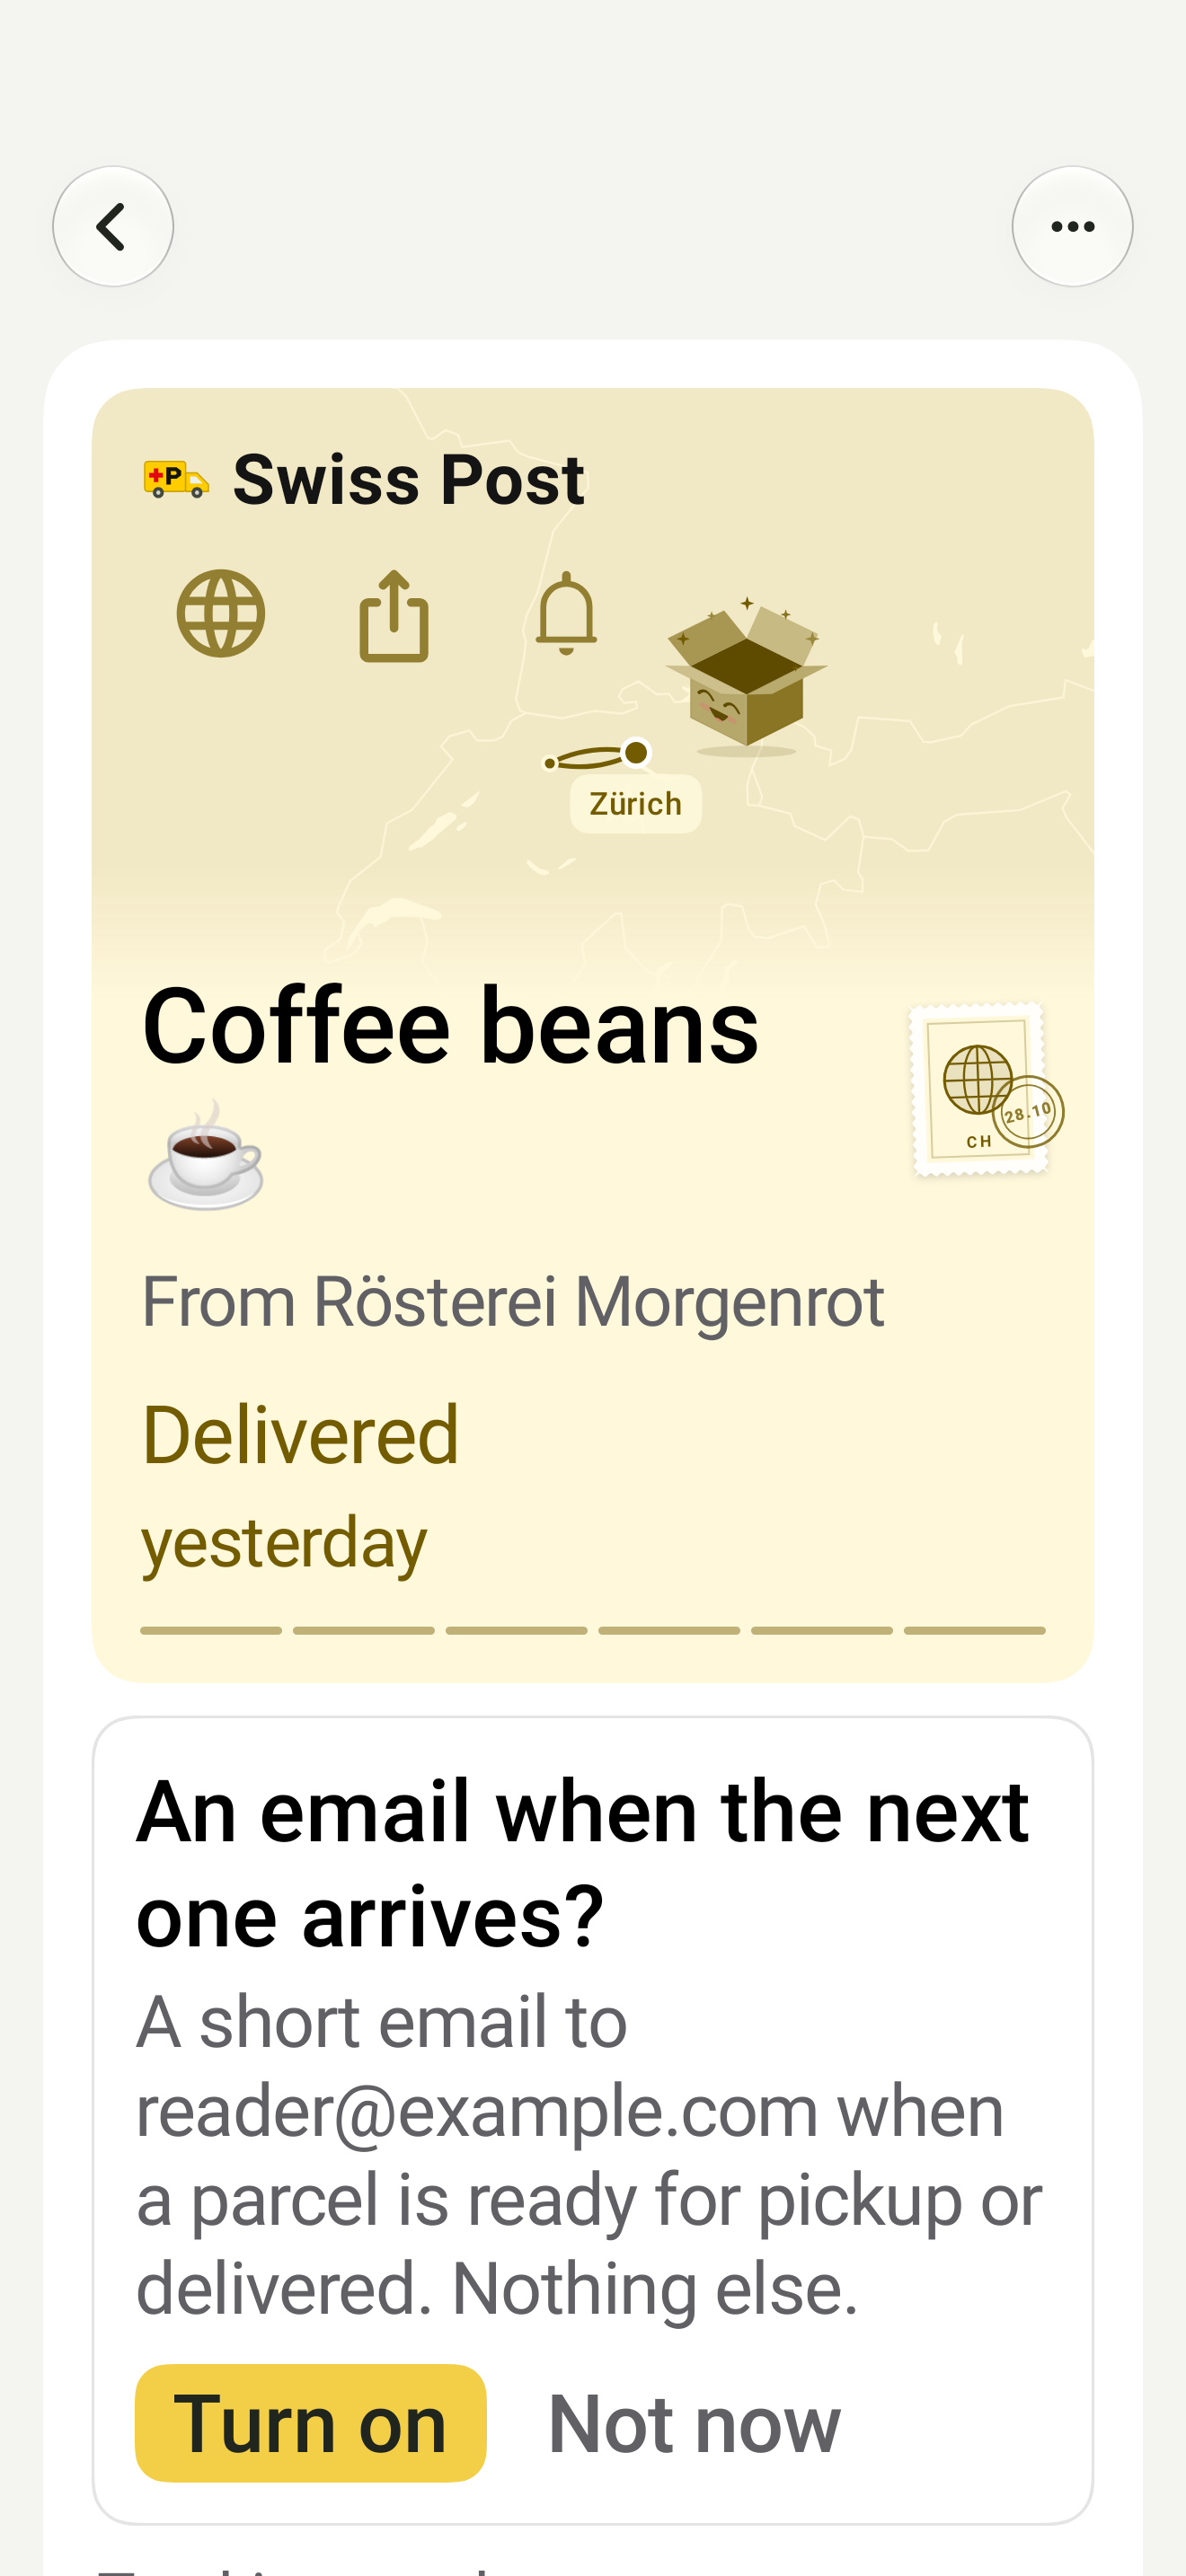 +P Swiss Post
Zürich
Coffee beans
28.10
CH
From Rösterei Morgenrot
Delivered
yesterday
An email when the next
one arrives?
A short email to
reader@example.com when
a parcel is ready for pickup or
delivered. Nothing else.
Turn on
Not now